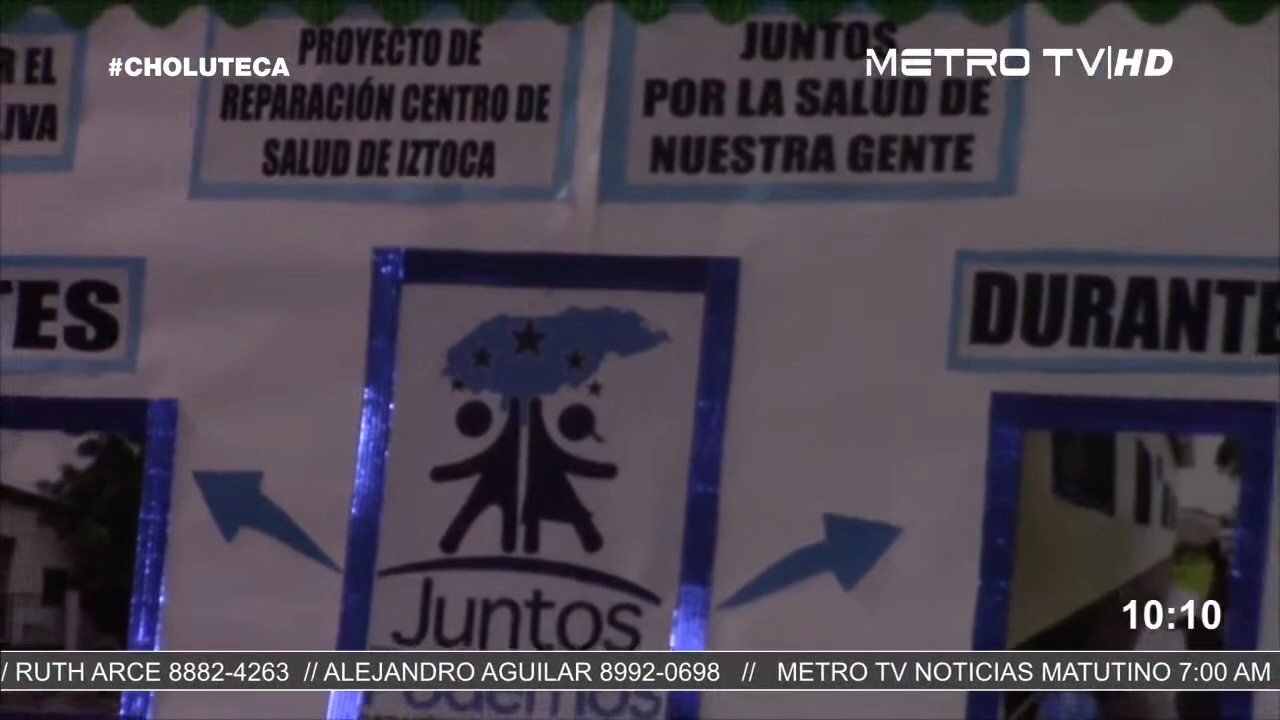 #CHOLUTECA
METRO TV|HD
R EL
IVA
PROYECTO DE
REPARACIÓN CENTRO DE
SALUD DE IZTOCA
JUNTOS
POR LA SALUD DE
NUESTRA GENTE
TES
DURANTE
Juntos
Podemos
10:10
/ RUTH ARCE 8882-4263 // ALEJANDRO AGUILAR 8992-0698 // METRO TV NOTICIAS MATUTINO 7:00 AM